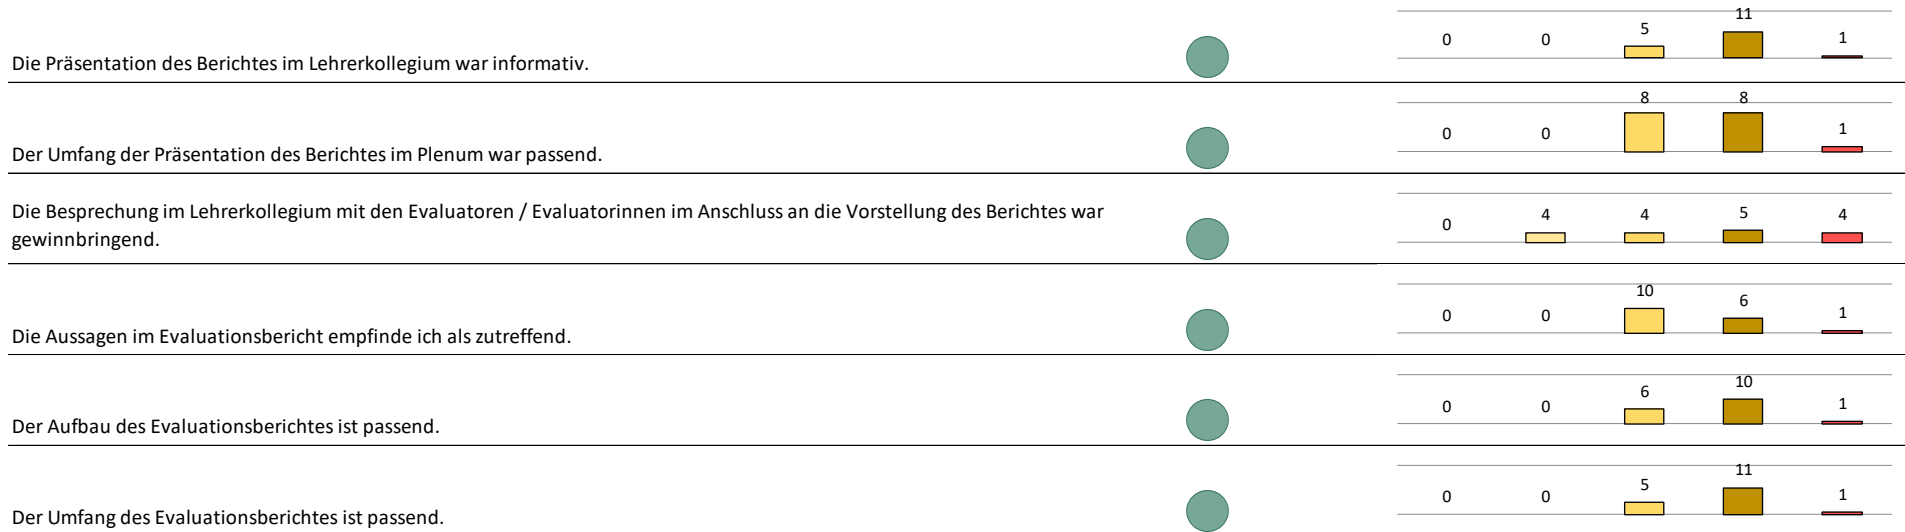 11
5
0 0 1
Die Präsentation des Berichtes im Lehrerkollegium war informativ.
8 8
0 0 1
Der Umfang der Präsentation des Berichtes im Plenum war passend.
Die Besprechung im Lehrerkollegium mit den Evaluatoren / Evaluatorinnen im Anschluss an die Vorstellung des Berichtes war
0 4 4 5 4
gewinnbringend.
10
6
0 0 1
Die Aussagen im Evaluationsbericht empfinde ich als zutreffend.
10
6
0 0 1
Der Aufbau des Evaluationsberichtes ist passend.
11
5
0 0 1
Der Umfang des Evaluationsberichtes ist passend.